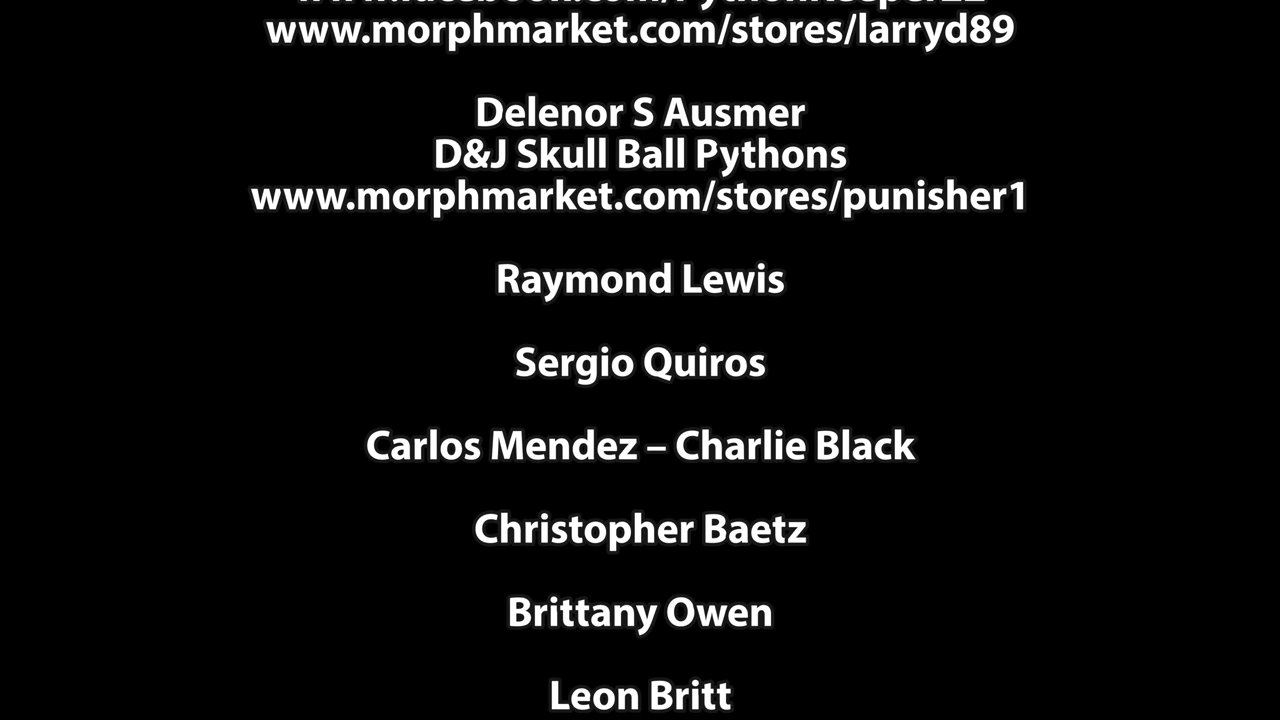 www.morphmarket.com/stores/larryd89
Delenor S Ausmer
D&J Skull Ball Pythons
www.morphmarket.com/stores/punisher1
Raymond Lewis
Sergio Quiros
Carlos Mendez – Charlie Black
Christopher Baetz
Brittany Owen
Leon Britt